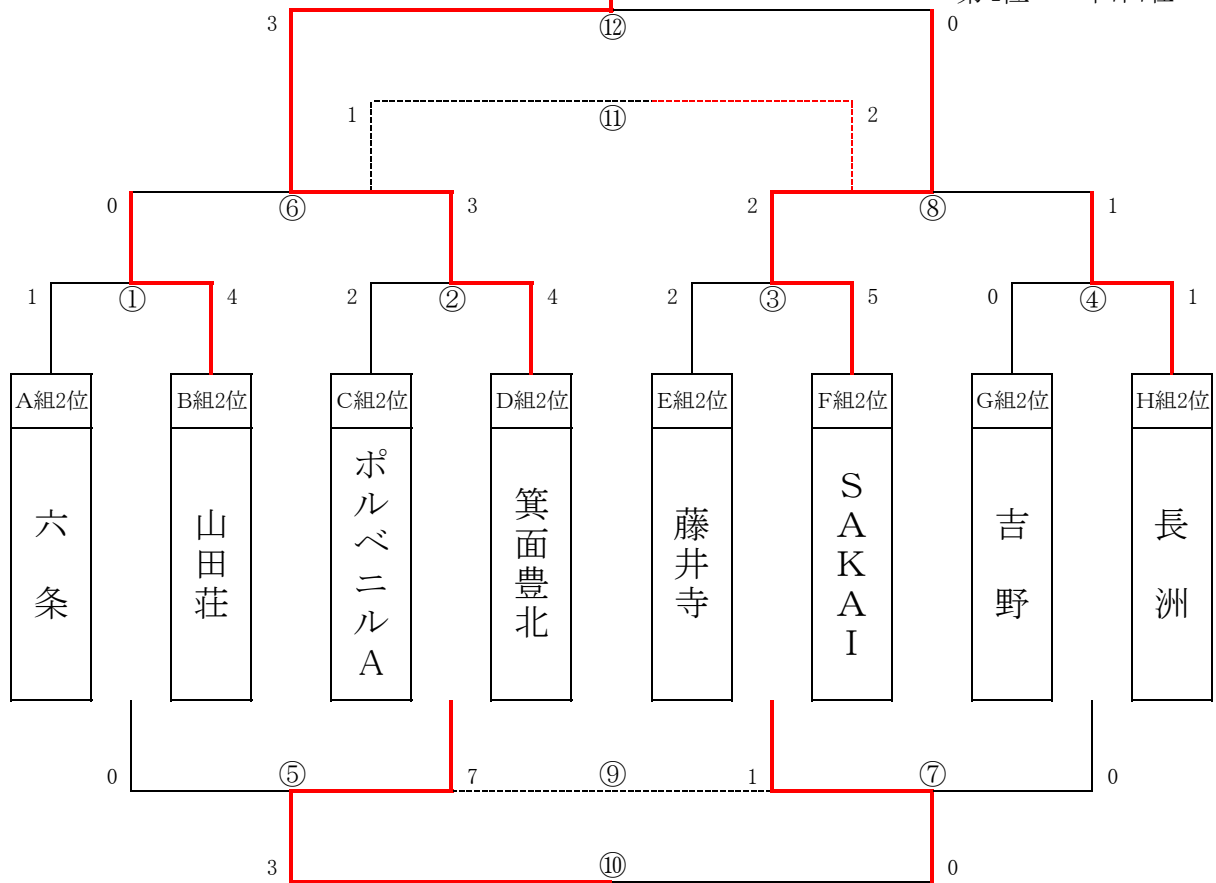 3 ⑫ 0
1 ⑪ 2
0 ⑥ 3 2 ⑧ 1
1 ① 4 2 ② 4 2 ③ 5 0 ④ 1
A組2位 B組2位 C組2位 D組2位 E組2位 F組2位 G組2位 H組2位
六条
山田荘
ポルベニルA
箕面豊北
藤井寺
SAKAI
吉野
長洲
0 ⑤ 7 ⑨ 1 ⑦ 0
3 ⑩ 0